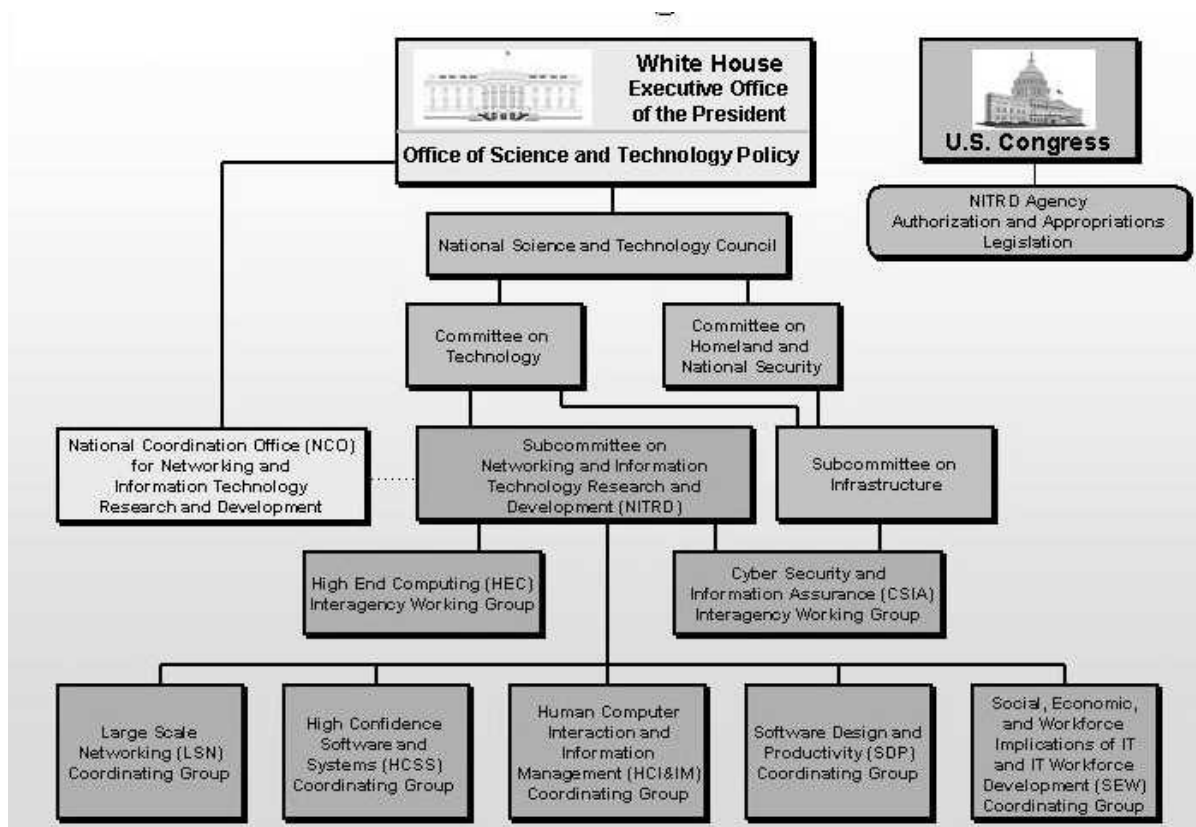 White House
Executive Office
of the President
Office of Science and Technology Policy
U.S. Congress
NITRD Agency
Authorization and Appropriations
Legislation
National Science and Technology Council
Committee on
Technology
Committee on
Homeland and
National Security
National Coordination Office (NCO)
for Networking and
Information Technology
Research and Development
Subcommittee on
Networking and Information
Technology Research and
Development (NITRD)
Subcommittee on
Infrastructure
High End Computing (HEC)
Interagency Working Group
Cyber Security and
Information Assurance (CSIA)
Interagency Working Group
Large Scale
Networking (LSN)
Coordinating Group
High Confidence
Software and
Systems (HCSS)
Coordinating Group
Human Computer
Interaction and
Information
Management (HCI&IM)
Coordinating Group
Software Design and
Productivity (SDP)
Coordinating Group
Social, Economic,
and Workforce
Implications of IT
and IT Workforce
Development (SEW)
Coordinating Group